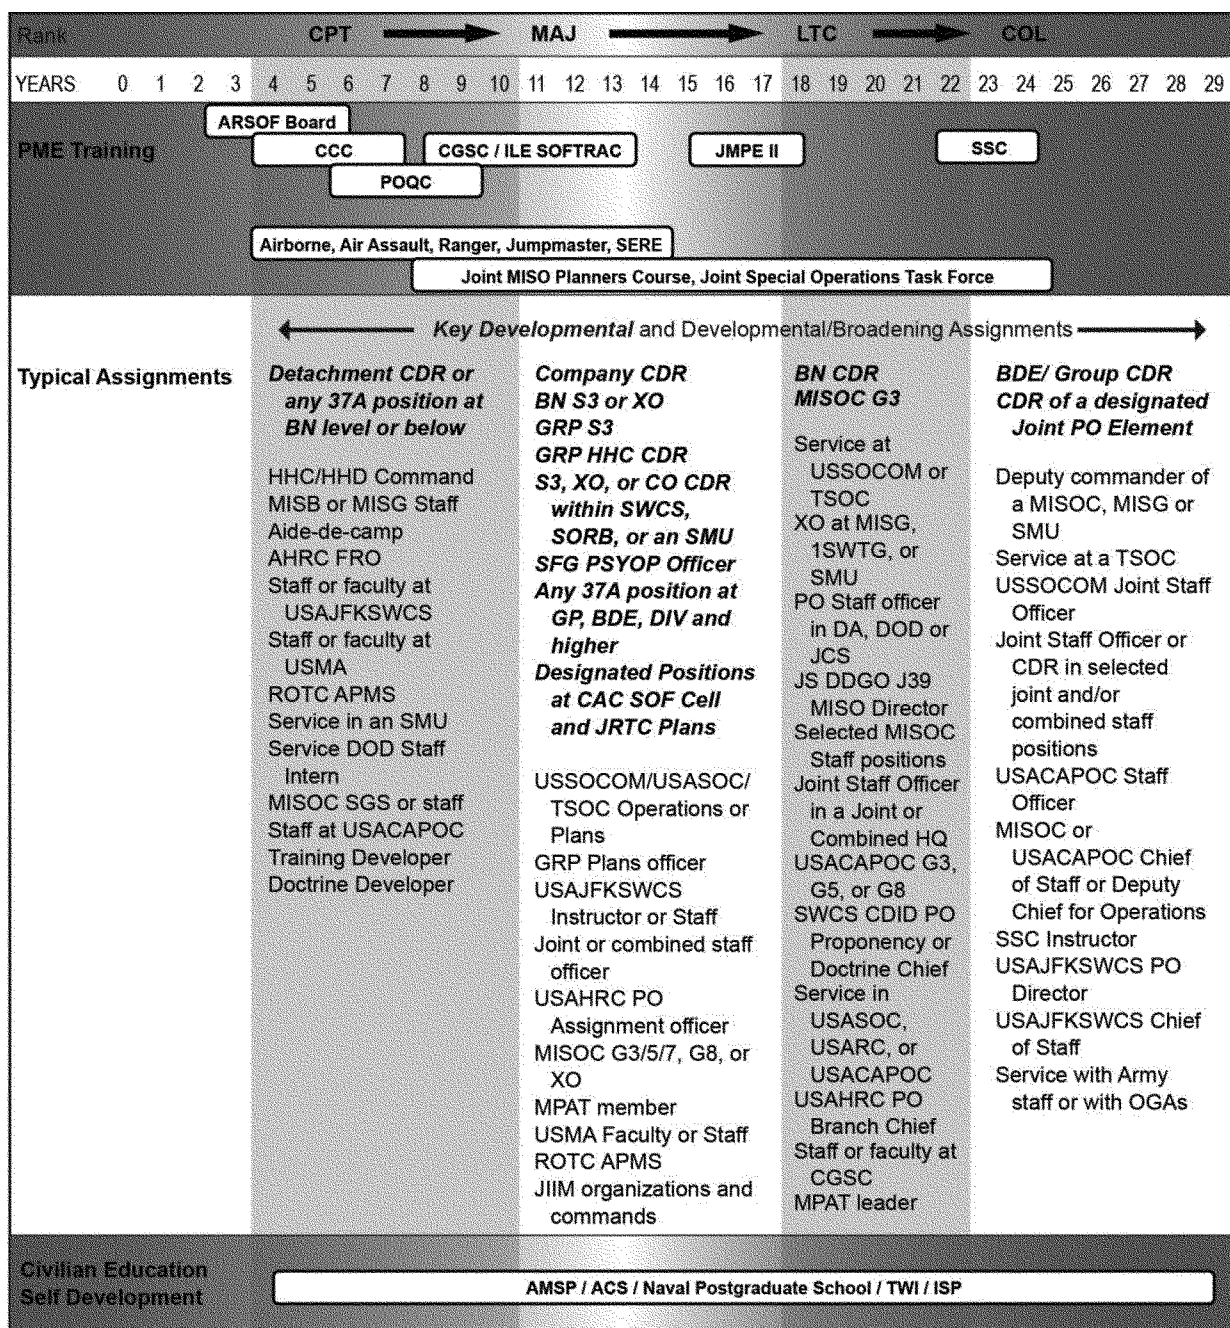 Rank CPT MAJ LTC COL
YEARS 0 1 2 3 4 5 6 7 8 9 10 11 12 13 14 15 16 17 18 19 20 21 22 23 24 25 26 27 28 29
PME Training
ARSOF Board
CCC
CGSC / ILE SOFTRAC
JMPE II
SSC
POQC
Airborne, Air Assault, Ranger, Jumpmaster, SERE
Joint MISO Planners Course, Joint Special Operations Task Force
Key Developmental and Developmental/Broadening Assignments
Typical Assignments
Detachment CDR or
any 37A position at
BN level or below
HHC/HHD Command
MISB or MISG Staff
Aide-de-camp
AHRC FRO
Staff or faculty at
USAJFKSWCS
Staff or faculty at
USMA
ROTC APMS
Service in an SMU
Service DOD Staff
Intern
MISOC SGS or staff
Staff at USACAPOC
Training Developer
Doctrine Developer
Company CDR
BN S3 or XO
GRP S3
GRP HHC CDR
S3, XO, or CO CDR
within SWCS,
SORB, or an SMU
SFG PSYOP Officer
Any 37A position at
GP, BDE, DIV and
higher
Designated Positions
at CAC SOF Cell
and JRTC Plans
USSOCOM/USASOC/
TSOC Operations or
Plans
GRP Plans officer
USAJFKSWCS
Instructor or Staff
Joint or combined staff
officer
USAHRC PO
Assignment officer
MISOC G3/5/7, G8, or
XO
MPAT member
USMA Faculty or Staff
ROTC APMS
JIIM organizations and
commands
BN CDR
MISOC G3
Service at
USSOCOM or
TSOC
XO at MISG,
1SWTG, or
SMU
PO Staff officer
in DA, DOD or
JCS
JS DDGO J39
MISO Director
Selected MISOC
Staff positions
Joint Staff Officer
in a Joint or
Combined HQ
USACAPOC G3,
G5, or G8
SWCS CDID PO
Proponency or
Doctrine Chief
Service in
USASOC,
USARC, or
USACAPOC
USAHRC PO
Branch Chief
Staff or faculty at
CGSC
MPAT leader
BDE/ Group CDR
CDR of a designated
Joint PO Element
Deputy commander of
a MISOC, MISG or
SMU
Service at a TSOC
USSOCOM Joint Staff
Officer
Joint Staff Officer or
CDR in selected
joint and/or
combined staff
positions
USACAPOC Staff
Officer
MISOC or
USACAPOC Chief
of Staff or Deputy
Chief for Operations
SSC Instructor
USAJFKSWCS PO
Director
USAJFKSWCS Chief
of Staff
Service with Army
staff or with OGAs
Civilian Education
Self Development
AMSP / ACS / Naval Postgraduate School / TWI / ISP